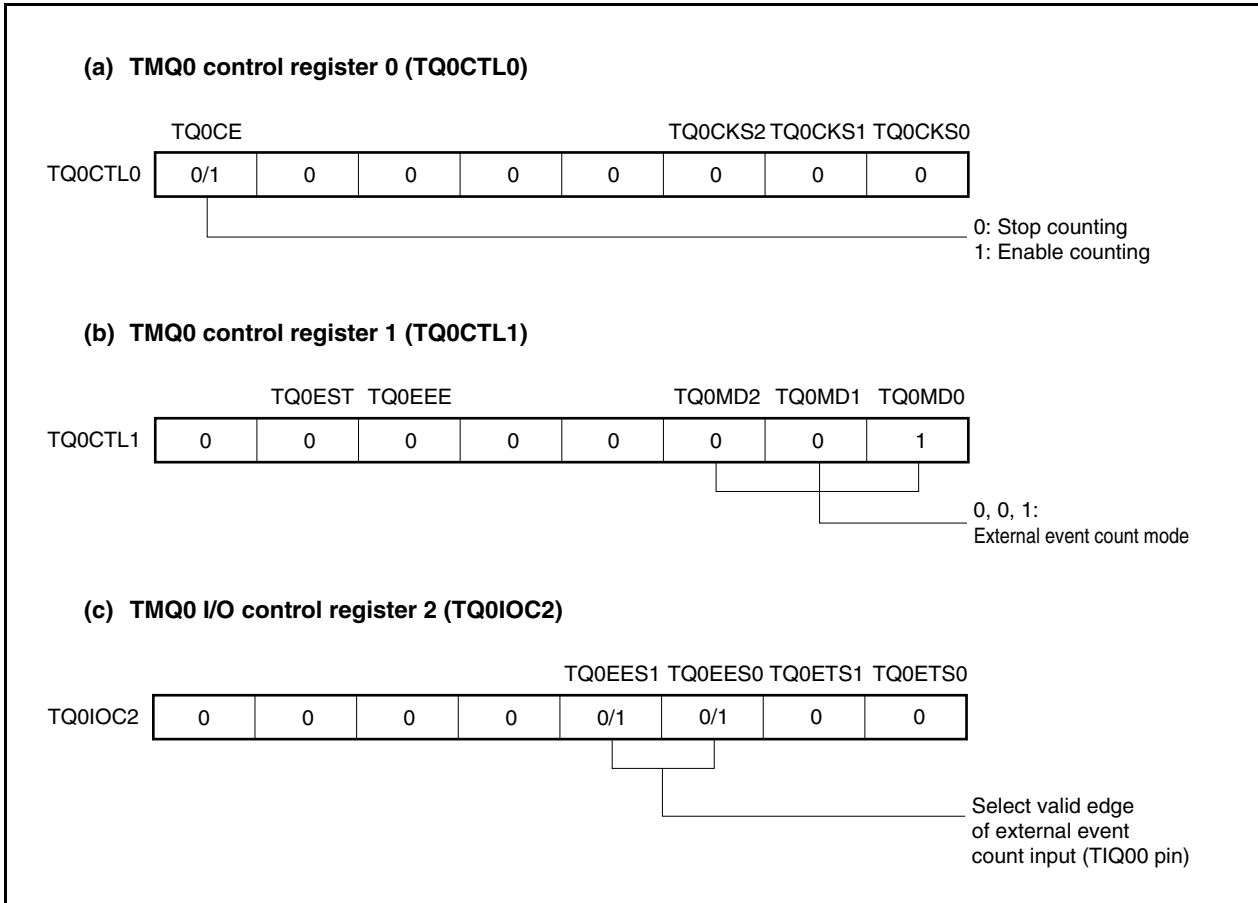 (a) TMQ0 control register 0 (TQ0CTL0)
TQ0CE TQ0CKS2 TQ0CKS1 TQ0CKS0
TQ0CTL0 0/1 0 0 0 0 0 0 0
0: Stop counting
1: Enable counting
(b) TMQ0 control register 1 (TQ0CTL1)
TQ0EST TQ0EEE TQ0MD2 TQ0MD1 TQ0MD0
TQ0CTL1 0 0 0 0 0 0 0 1
0, 0, 1:
External event count mode
(c) TMQ0 I/O control register 2 (TQ0IOC2)
TQ0EES1 TQ0EES0 TQ0ETS1 TQ0ETS0
TQ0IOC2 0 0 0 0 0/1 0/1 0 0
Select valid edge
of external event
count input (TIQ00 pin)